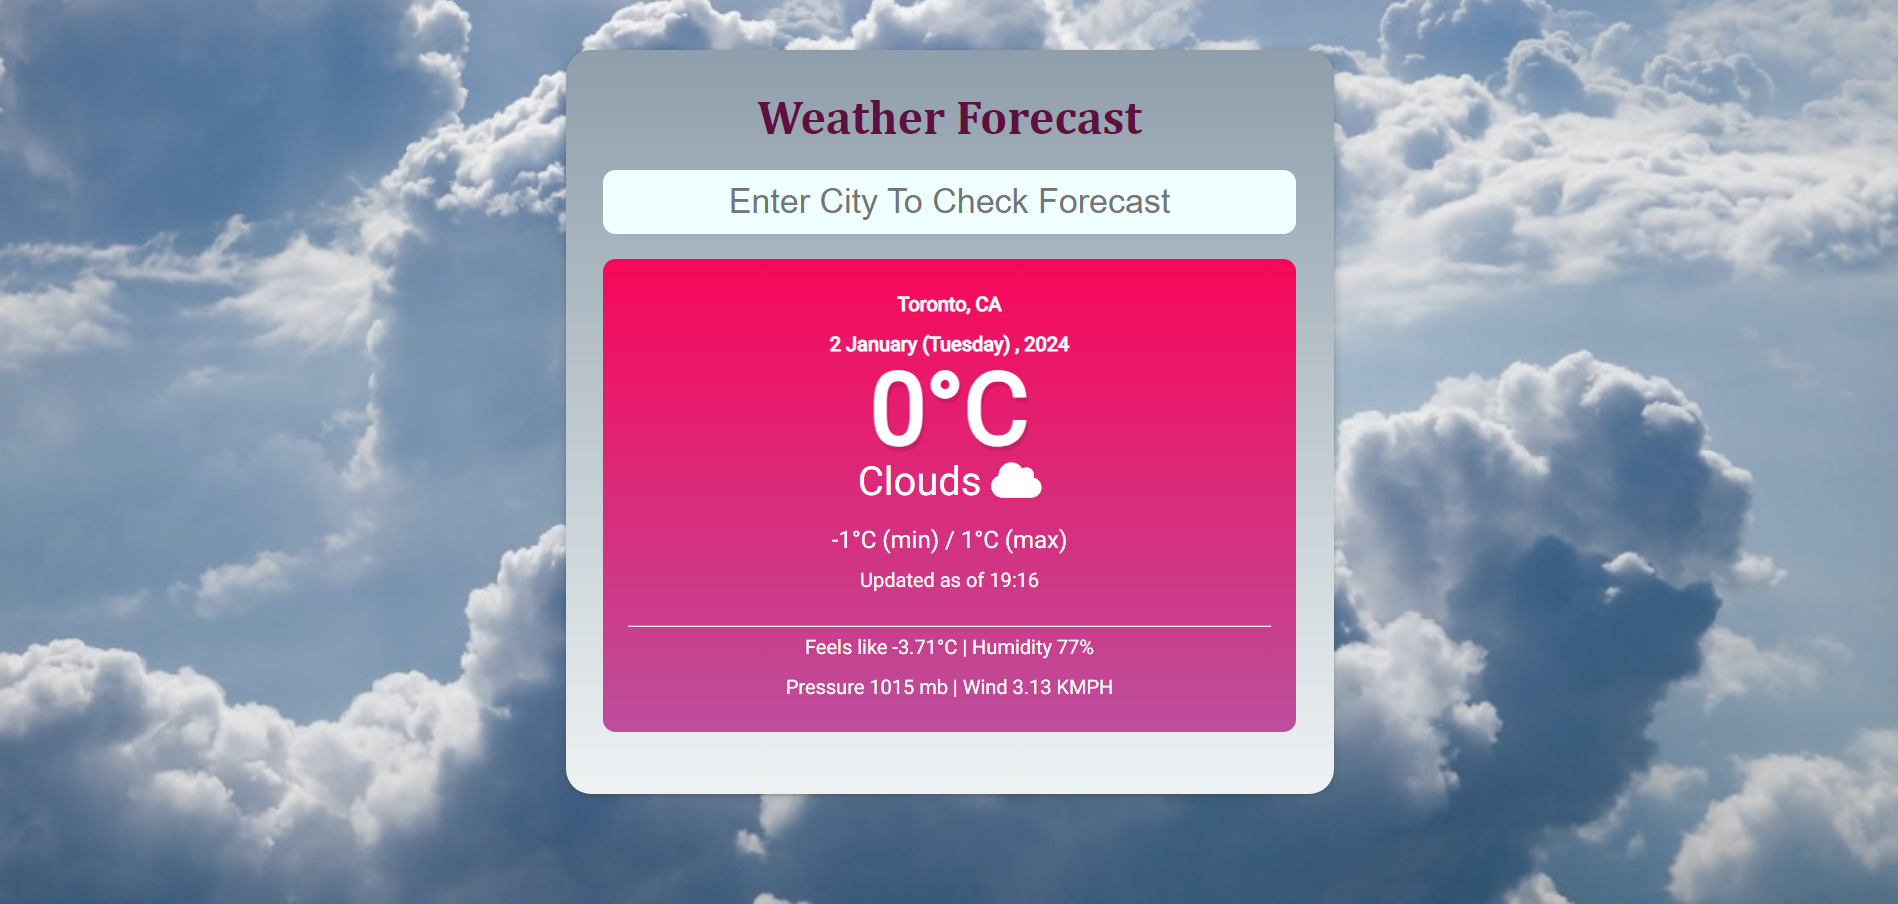 Weather Forecast
Enter City To Check Forecast
Toronto, CA
2 January (Tuesday) , 2024
0°C
Clouds
-1°C (min) / 1°C (max)
Updated as of 19:16
Feels like -3.71°C | Humidity 77%
Pressure 1015 mb | Wind 3.13 KMPH